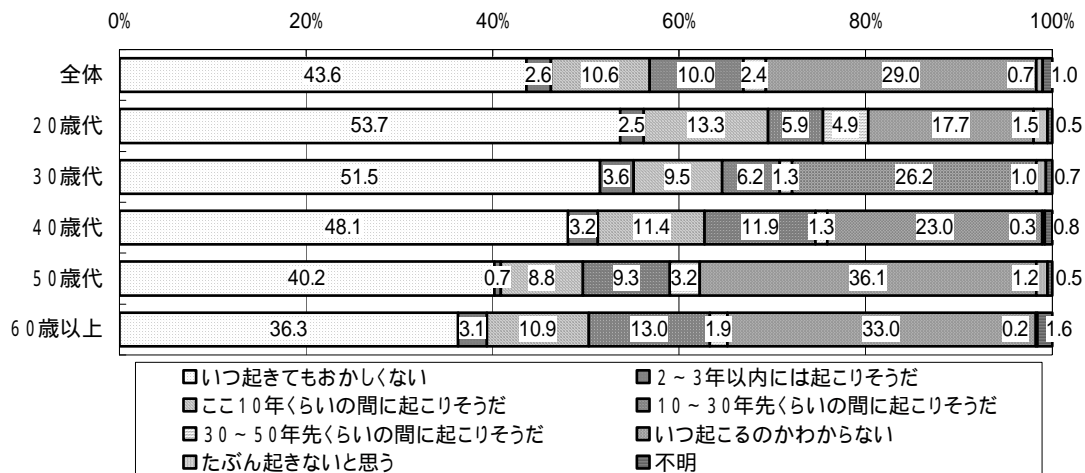 0% 20% 40% 60% 80% 100%
全体 43.6 2.6 10.6 10.0 2.4 29.0 0.7 1.0
20歳代 53.7 2.5 13.3 5.9 4.9 17.7 1.5 0.5
30歳代 51.5 3.6 9.5 6.2 1.3 26.2 1.0 0.7
40歳代 48.1 3.2 11.4 11.9 1.3 23.0 0.3 0.8
50歳代 40.2 0.7 8.8 9.3 3.2 36.1 1.2 0.5
60歳以上 36.3 3.1 10.9 13.0 1.9 33.0 0.2 1.6
いつ起きてもおかしくない 2~3年以内には起こりそうだ
ここ10年くらいの間に起こりそうだ 10~30年先くらいの間に起こりそうだ
30~50年先くらいの間に起こりそうだ いつ起こるのかわからない
たぶん起きないと思う 不明